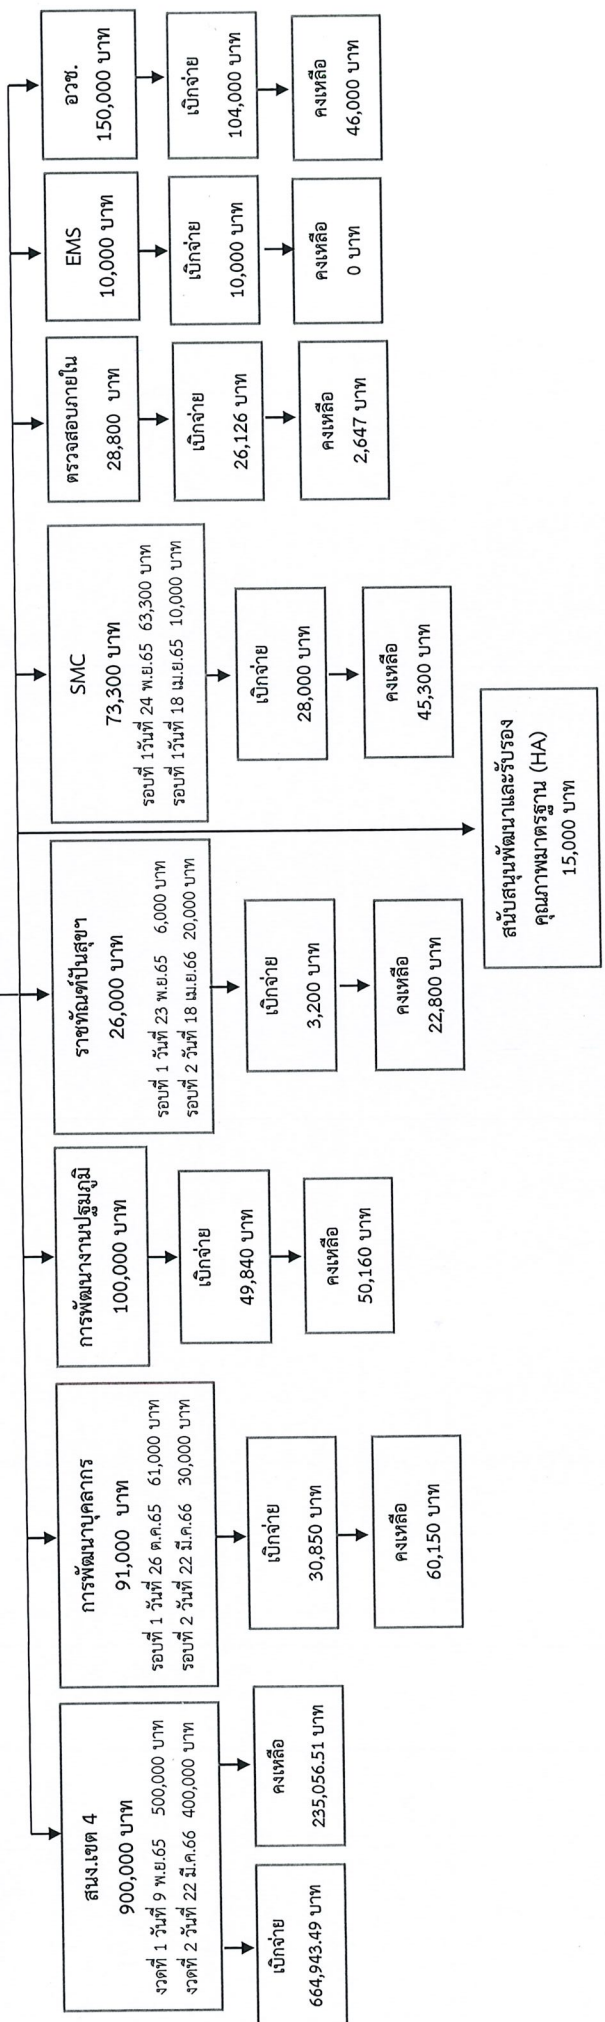 สนง.เขต 4
900,000 บาท
งวดที่ 1 วันที่ 9 พ.ย.65 500,000 บาท
งวดที่ 2 วันที่ 22 มี.ค.66 400,000 บาท
เบิกจ่าย
664,943.49 บาท
คงเหลือ
235,056.51 บาท
การพัฒนาบุคลากร
91,000 บาท
รอบที่ 1 วันที่ 26 ต.ค.65 61,000 บาท
รอบที่ 2 วันที่ 22 มี.ค.66 30,000 บาท
เบิกจ่าย
30,850 บาท
คงเหลือ
60,150 บาท
การพัฒนางานปฐมภูมิ
100,000 บาท
เบิกจ่าย
49,840 บาท
คงเหลือ
50,160 บาท
ราชทัณฑ์ปันสุขฯ
26,000 บาท
รอบที่ 1 วันที่ 23 พ.ย.65 6,000 บาท
รอบที่ 2 วันที่ 18 เม.ย.66 20,000 บาท
เบิกจ่าย
3,200 บาท
คงเหลือ
22,800 บาท
สนับสนุนพัฒนาและรับรอง
คุณภาพมาตรฐาน (HA)
15,000 บาท
SMC
73,300 บาท
รอบที่ 1วันที่ 24 พ.ย.65 63,300 บาท
รอบที่ 1วันที่ 18 เม.ย.65 10,000 บาท
เบิกจ่าย
28,000 บาท
คงเหลือ
45,300 บาท
ตรวจสอบภายใน
28,800 บาท
เบิกจ่าย
26,126 บาท
คงเหลือ
2,647 บาท
EMS
10,000 บาท
เบิกจ่าย
10,000 บาท
คงเหลือ
0 บาท
อวช.
150,000 บาท
เบิกจ่าย
104,000 บาท
คงเหลือ
46,000 บาท